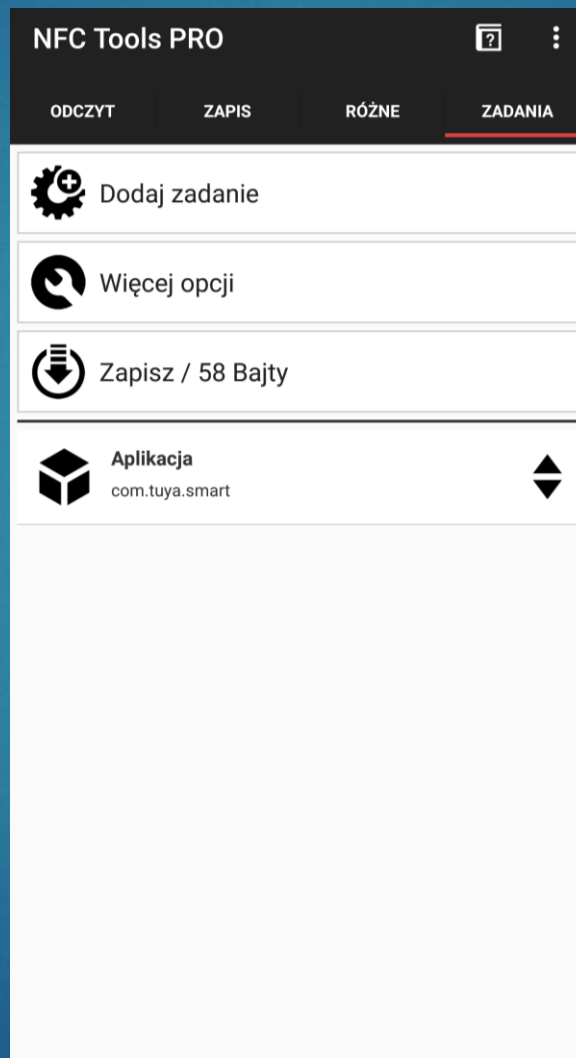 NFC Tools PRO
ODCZYT ZAPIS RÓŻNE ZADANIA
Dodaj zadanie
Więcej opcji
Zapisz / 58 Bajty
Aplikacja
com.tuya.smart